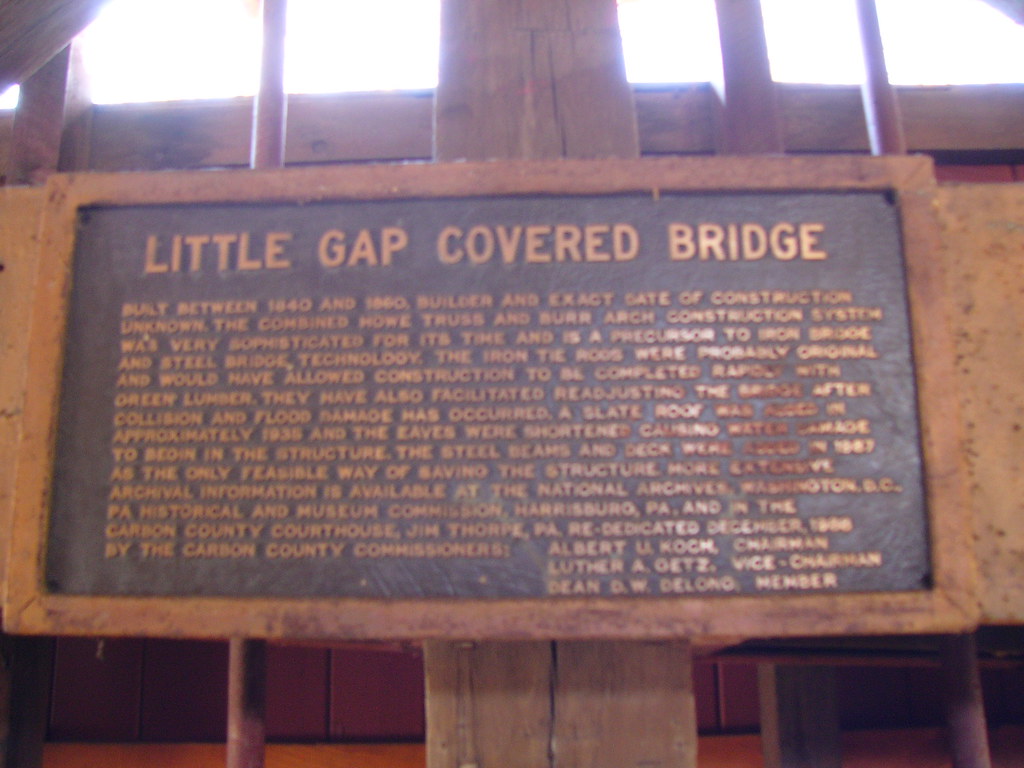 LITTLE GAP COVERED BRIDGE
BUILT BETWEEN 1840 AND 1860. BUILDER AND EXACT DATE OF CONSTRUCTION
UNKNOWN. THE COMBINED HOWE TRUSS AND BURR ARCH CONSTRUCTION SYSTEM
WAS VERY SOPHISTICATED FOR ITS TIME AND IS A PRECURSOR TO IRON BRIDGE
AND STEEL BRIDGE TECHNOLOGY. THE IRON TIE RODS WERE PROBABLY ORIGINAL
AND WOULD HAVE ALLOWED CONSTRUCTION TO BE COMPLETED RAPIDLY WITH
GREEN LUMBER. THEY HAVE ALSO FACILITATED READJUSTING THE BRIDGE AFTER
COLLISION AND FLOOD DAMAGE HAS OCCURRED. A SLATE ROOF WAS ADDED IN
APPROXIMATELY 1935 AND THE EAVES WERE SHORTENED CAUSING WATER DAMAGE
TO BEGIN IN THE STRUCTURE. THE STEEL BEAMS AND DECK WERE ADDED IN
AS THE ONLY FEASIBLE WAY OF SAVING THE STRUCTURE. MORE EXTENSIVE
ARCHIVAL INFORMATION IS AVAILABLE AT THE NATIONAL ARCHIVES, WASHINGTON, D.C.,
PA HISTORICAL AND MUSEUM COMMISSION, HARRISBURG, PA, AND IN THE
CARBON COUNTY COURTHOUSE, JIM THORPE, PA. RE-DEDICATED DECEMBER,
BY THE CARBON COUNTY COMMISSIONERS: ALBERT U. KOCH, CHAIRMAN
LUTHER A. GETZ, VICE-CHAIRMAN
DEAN D.W. DELONG, MEMBER